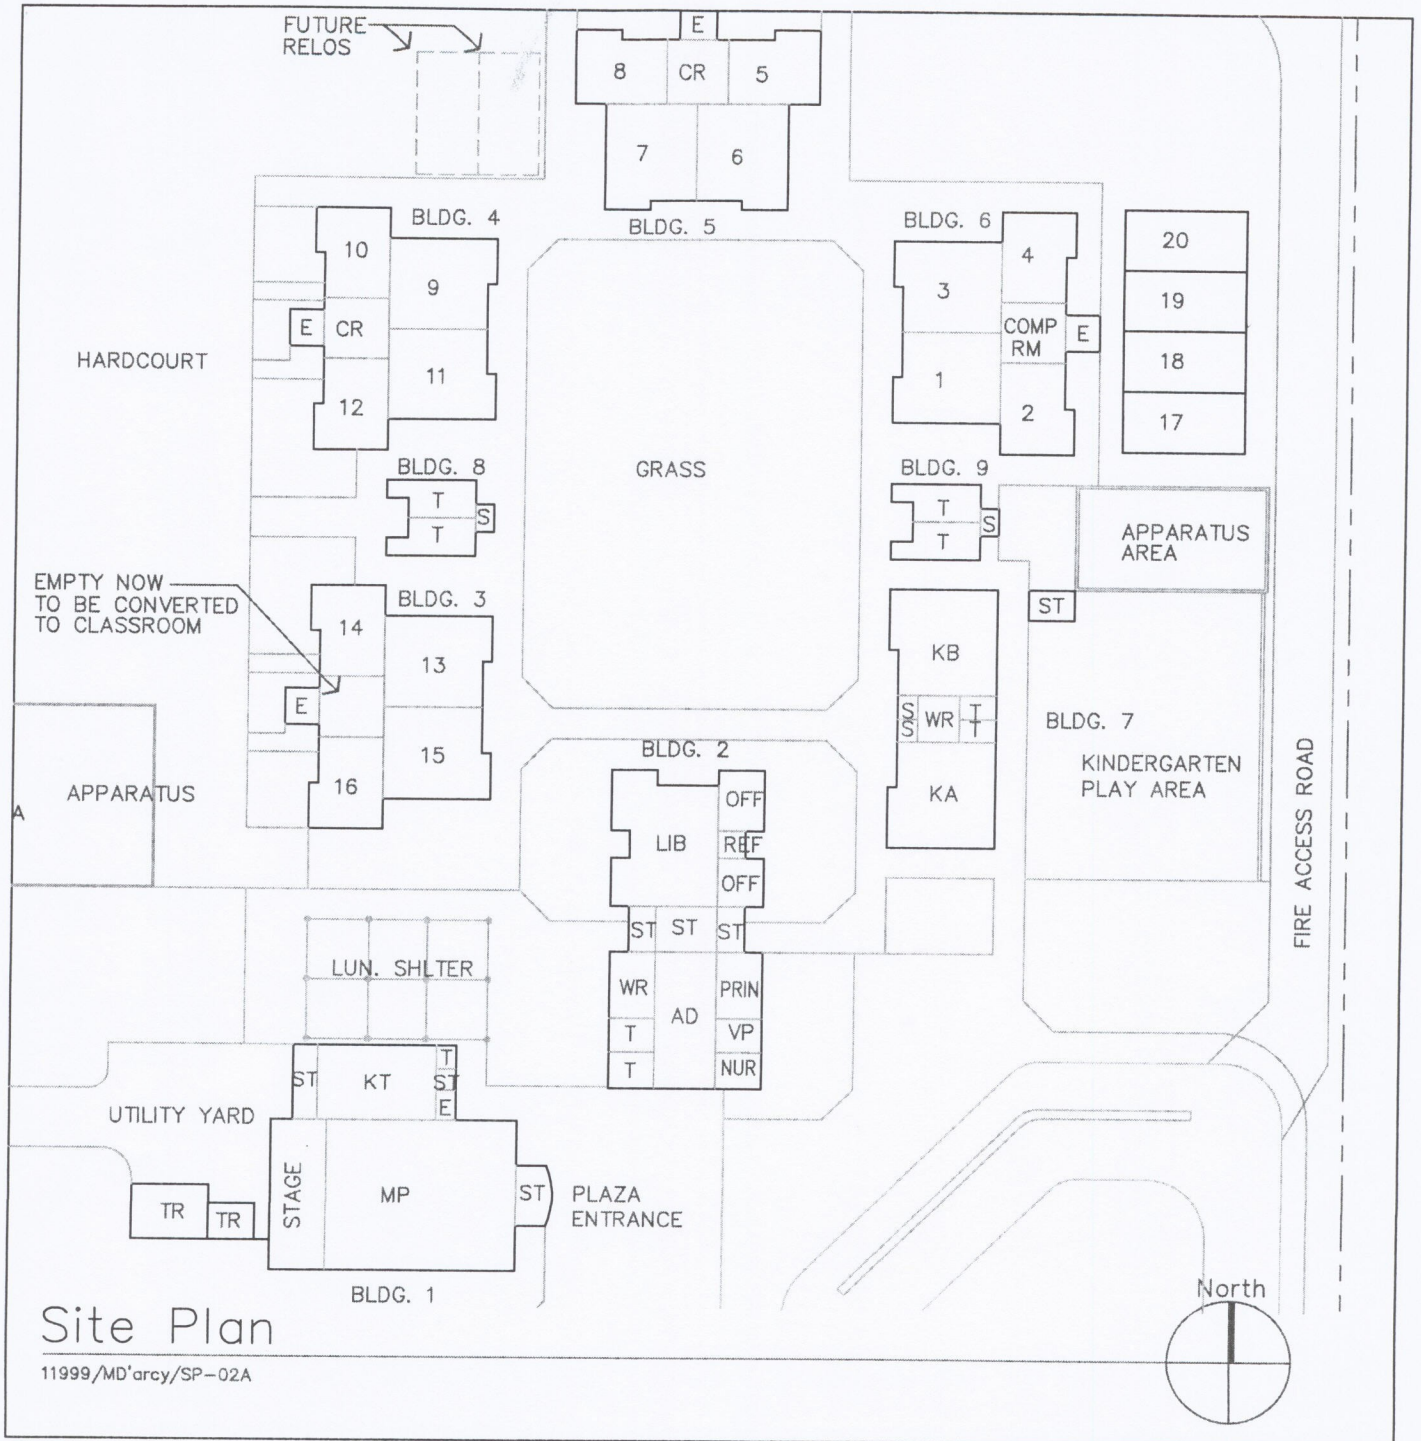 FUTURE
RELOS
E
8
CR
5
7
6
BLDG. 5
BLDG. 4
10
9
E
CR
11
12
HARDCOURT
BLDG. 6
4
3
COMP
RM
E
1
2
20
19
18
17
GRASS
BLDG. 8
T
S
T
BLDG. 9
T
S
T
APPARATUS
AREA
EMPTY NOW
TO BE CONVERTED
TO CLASSROOM
BLDG. 3
14
13
E
15
16
ST
KB
S
S
WR
T
T
KA
BLDG. 7
KINDERGARTEN
PLAY AREA
FIRE ACCESS ROAD
APPARATUS
A
BLDG. 2
OFF
LIB
REF
OFF
ST
ST
ST
WR
PRIN
AD
T
VP
T
NUR
LUN. SHLTER
ST
KT
T
ST
E
UTILITY YARD
STAGE
MP
ST
PLAZA
ENTRANCE
TR
TR
BLDG. 1
North
Site Plan
11999/MD'arcy/SP-02A